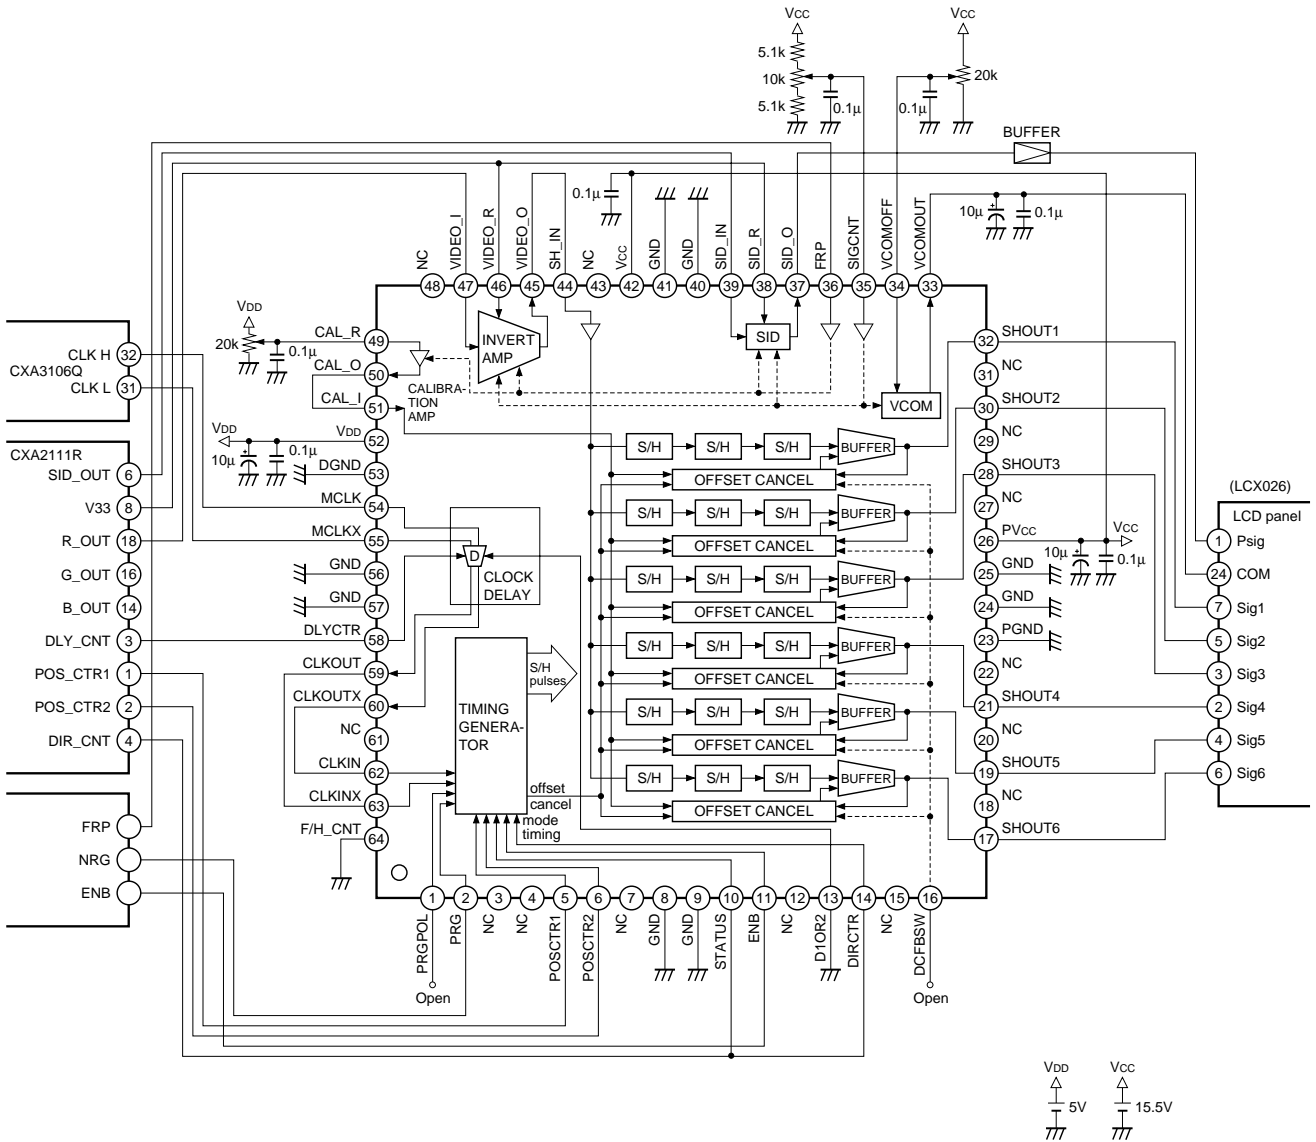 VCC
VCC
5.1k
10k
5.1k
0.1μ
0.1μ
20k
BUFFER
0.1μ
10μ
0.1μ
NC
VIDEO_I
VIDEO_R
VIDEO_O
SH_IN
NC
VCC
GND
GND
SID_IN
SID_R
SID_O
FRP
SIGCNT
VCOMOFF
VCOMOUT
48 47 46 45 44 43 42 41 40 39 38 37 36 35 34 33
VDD
20k
0.1μ
CAL_R
49
CAL_O
50
CAL_I
51
CALIBRA-
TION
AMP
INVERT
AMP
SID
VCOM
CXA3106Q
CLK H 32
CLK L 31
CXA2111R
SID_OUT 6
V33 8
R_OUT 18
G_OUT 16
B_OUT 14
DLY_CNT 3
POS_CTR1 1
POS_CTR2 2
DIR_CNT 4
FRP
NRG
ENB
VDD
10μ
0.1μ
VDD 52
DGND 53
MCLK 54
MCLKX 55
GND 56
GND 57
DLYCTR 58
CLKOUT 59
CLKOUTX 60
NC 61
CLKIN 62
CLKINX 63
F/H_CNT 64
D
CLOCK
DELAY
TIMING
GENERA-
TOR
S/H
pulses
offset
cancel
mode
timing
S/H S/H S/H BUFFER
OFFSET CANCEL
S/H S/H S/H BUFFER
OFFSET CANCEL
S/H S/H S/H BUFFER
OFFSET CANCEL
S/H S/H S/H BUFFER
OFFSET CANCEL
S/H S/H S/H BUFFER
OFFSET CANCEL
S/H S/H S/H BUFFER
OFFSET CANCEL
32 SHOUT1
31 NC
30 SHOUT2
29 NC
28 SHOUT3
27 NC
26 PVCC
VCC
10μ
0.1μ
25 GND
24 GND
23 PGND
22 NC
21 SHOUT4
20 NC
19 SHOUT5
18 NC
17 SHOUT6
(LCX026)
LCD panel
1 Psig
24 COM
7 Sig1
5 Sig2
3 Sig3
2 Sig4
4 Sig5
6 Sig6
1 2 3 4 5 6 7 8 9 10 11 12 13 14 15 16
PRGPOL
PRG
NC
NC
POSCTR1
POSCTR2
NC
GND
GND
STATUS
ENB
NC
D1OR2
DIRCTR
NC
DCFBSW
Open
Open
VDD
5V
VCC
15.5V